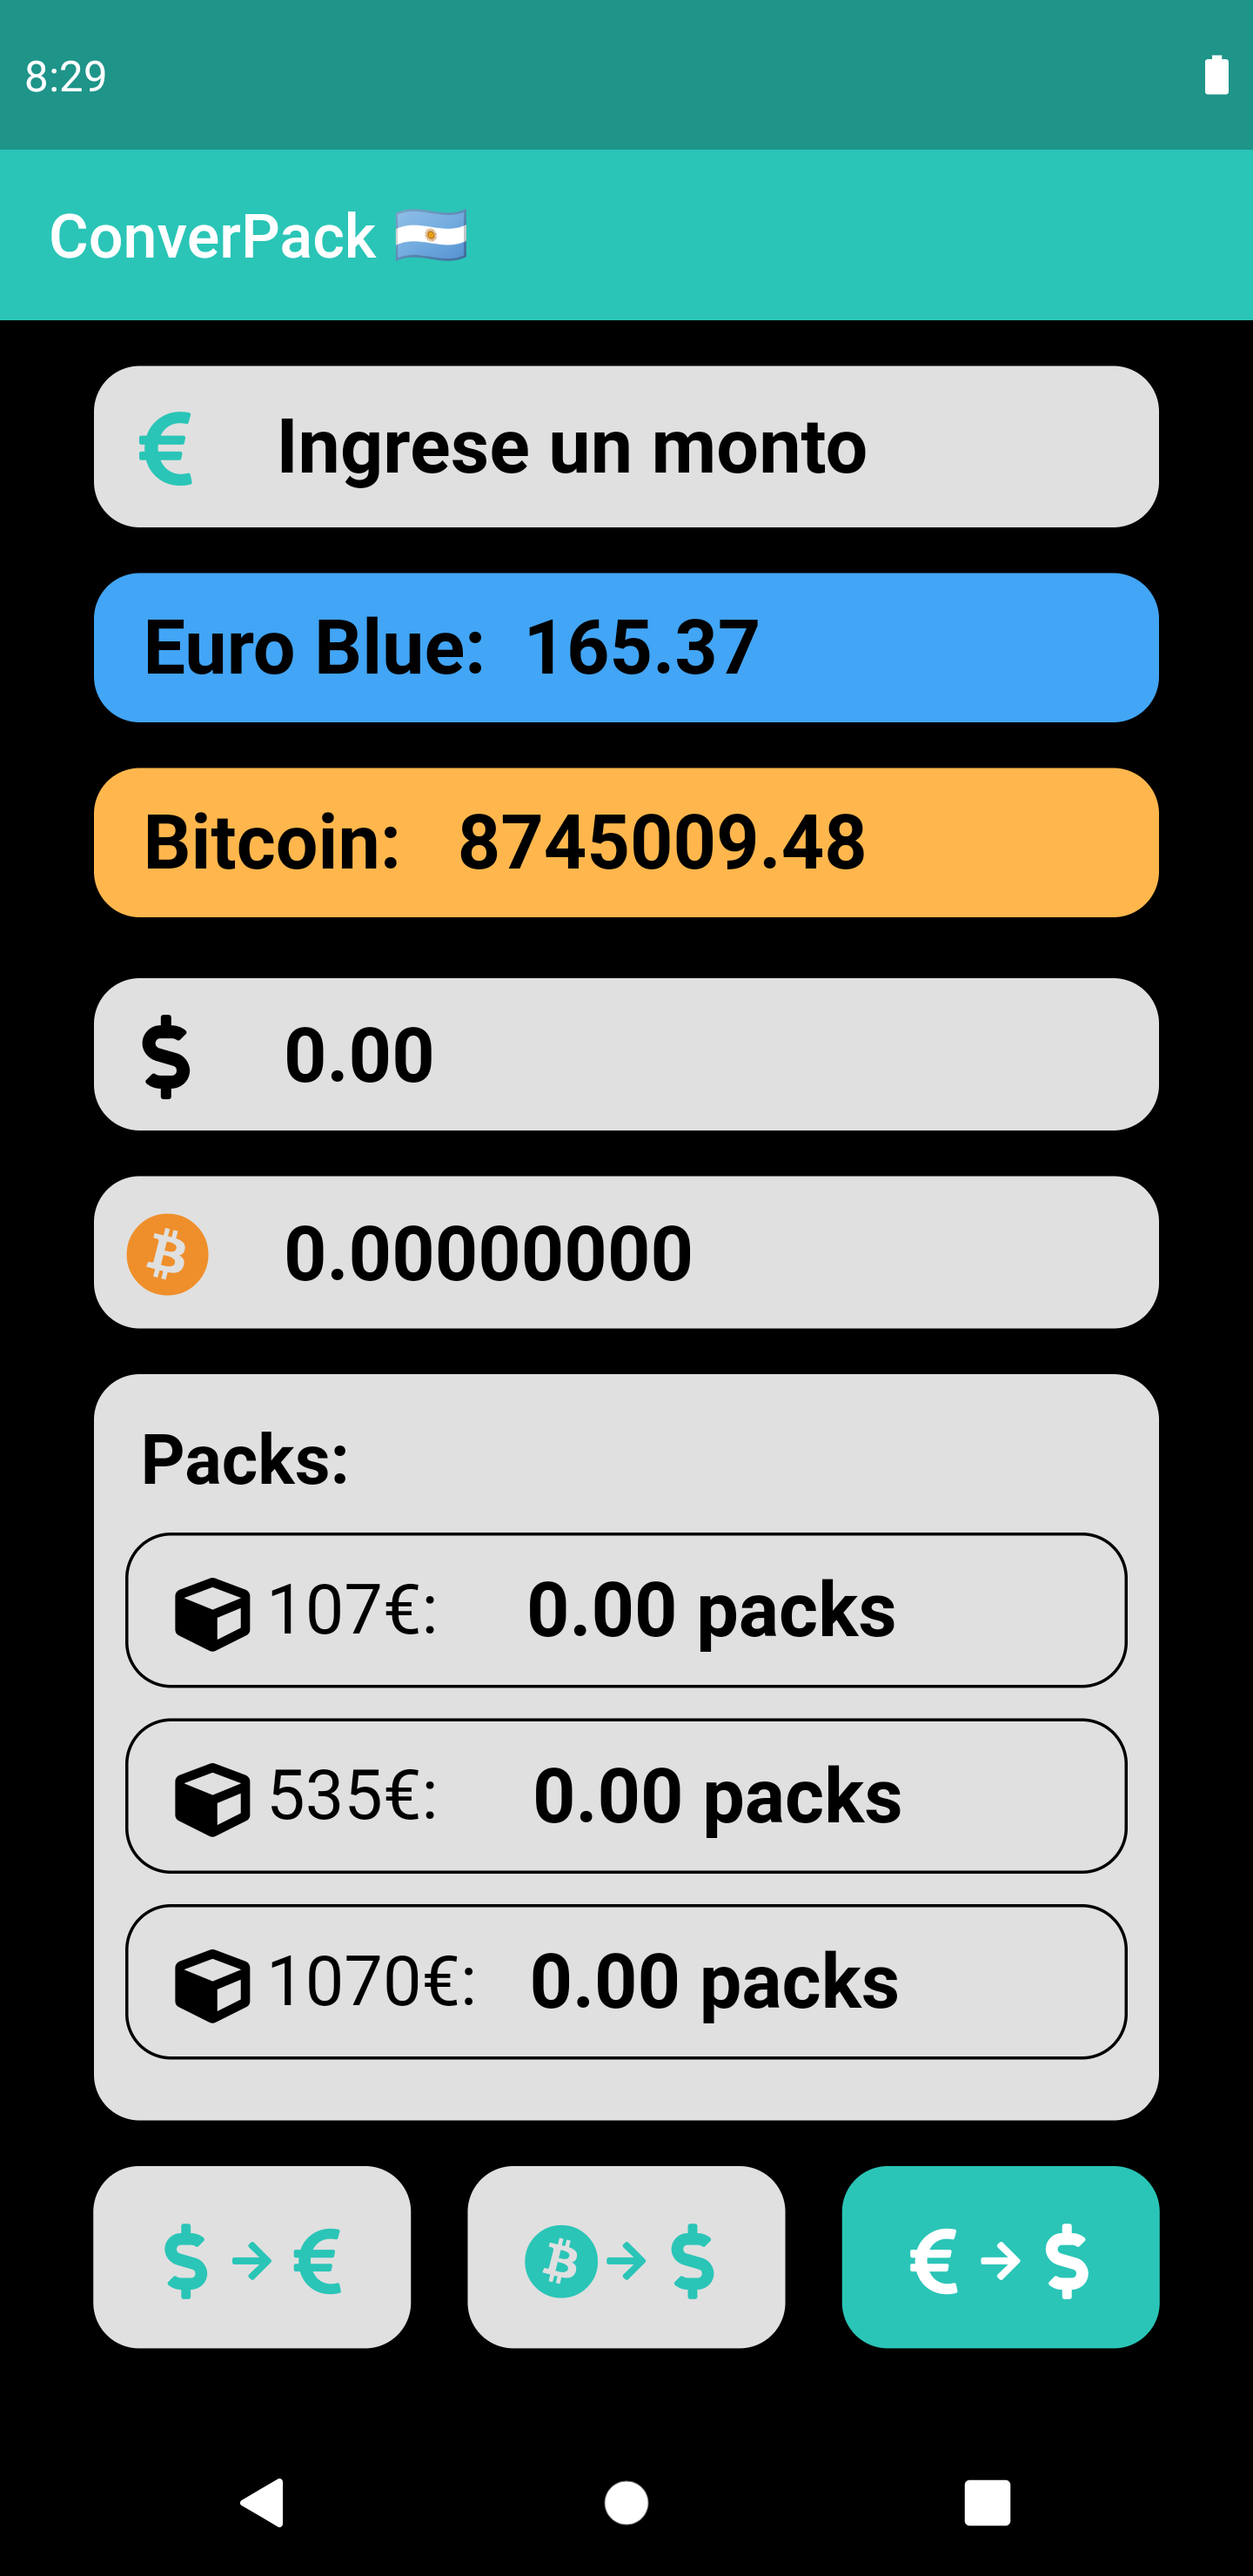 8:29
ConverPack 🇦🇷
€ Ingrese un monto
Euro Blue: 165.37
Bitcoin: 8745009.48
$ 0.00
₿ 0.00000000
Packs:
107€: 0.00 packs
535€: 0.00 packs
1070€: 0.00 packs
$ → € ₿ → $ € → $